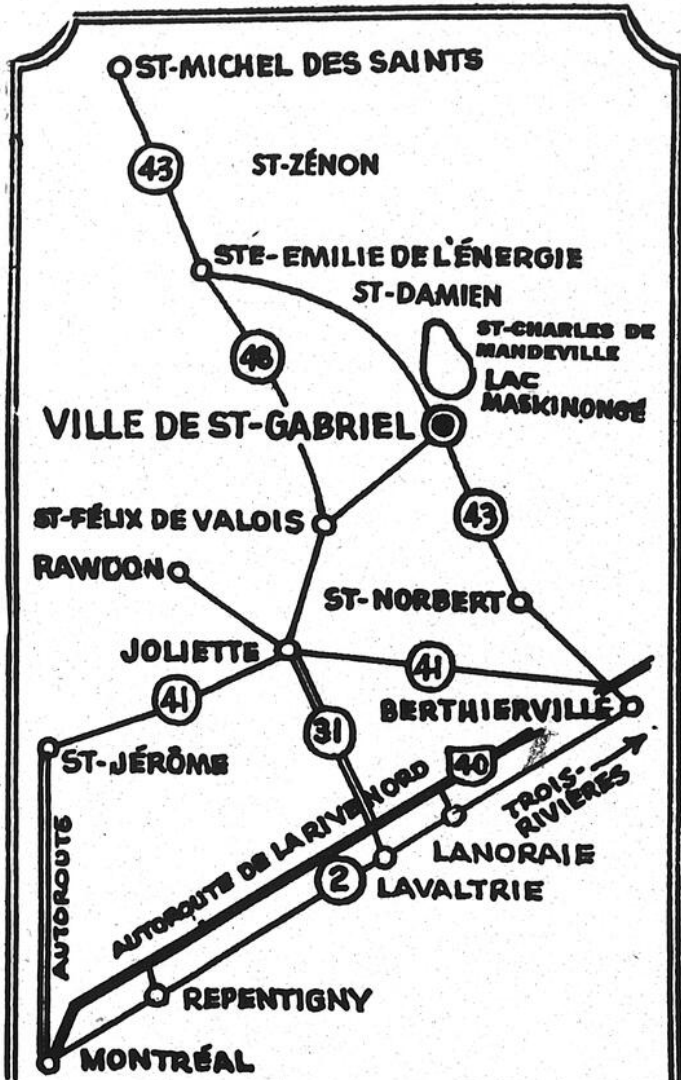 ST-MICHEL DES SAINTS
43
ST-ZÉNON
STE-EMILIE DE L'ÉNERGIE
ST-DAMIEN
ST-CHARLES DE
MANDEVILLE
48
LAC
MASKINONGÉ
VILLE DE ST-GABRIEL
43
ST-FÉLIX DE VALOIS
RAWDON
ST-NORBERT
JOLIETTE
41
41
BERTHIERVILLE
31
ST-JÉRÔME
40
TROIS-
RIVIÈRES
AUTOROUTE DE LA RIVE NORD
AUTOROUTE
LANORAIE
2
LAVALTRIE
REPENTIGNY
MONTRÉAL